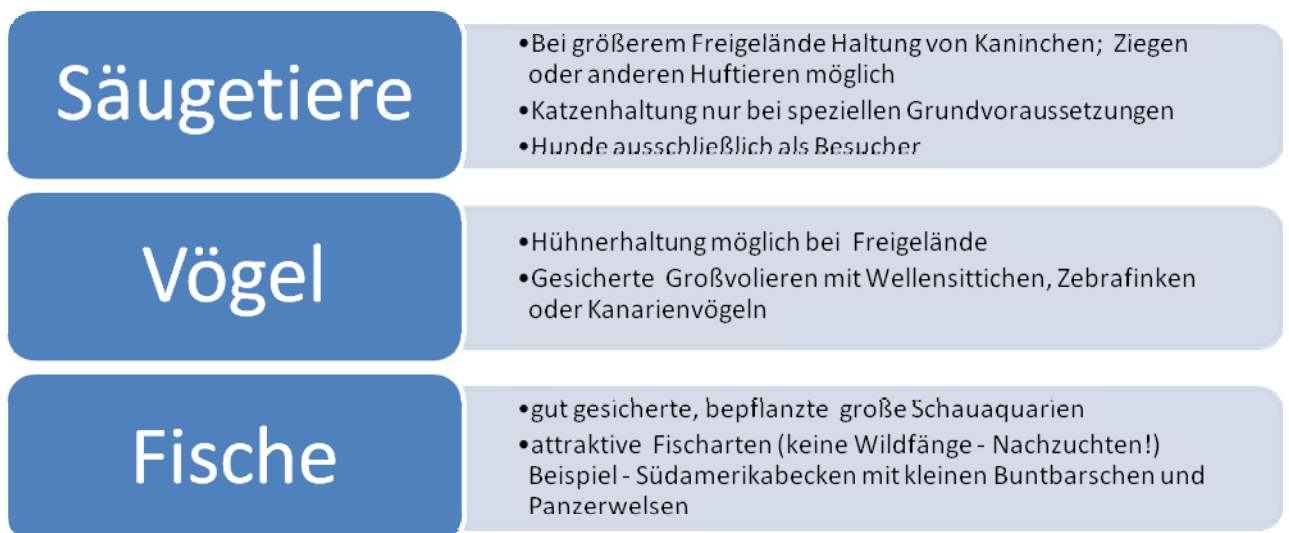 Säugetiere
•Bei größerem Freigelände Haltung von Kaninchen; Ziegen
oder anderen Huftieren möglich
•Katzenhaltung nur bei speziellen Grundvoraussetzungen
•Hunde ausschließlich als Besucher
Vögel
•Hühnerhaltung möglich bei Freigelände
•Gesicherte Großvolieren mit Wellensittichen, Zebrafinken
oder Kanarienvögeln
Fische
•gut gesicherte, bepflanzte große Schauaquarien
•attraktive Fischarten (keine Wildfänge - Nachzuchten!)
Beispiel - Südamerikabecken mit kleinen Buntbarschen und
Panzerwelsen